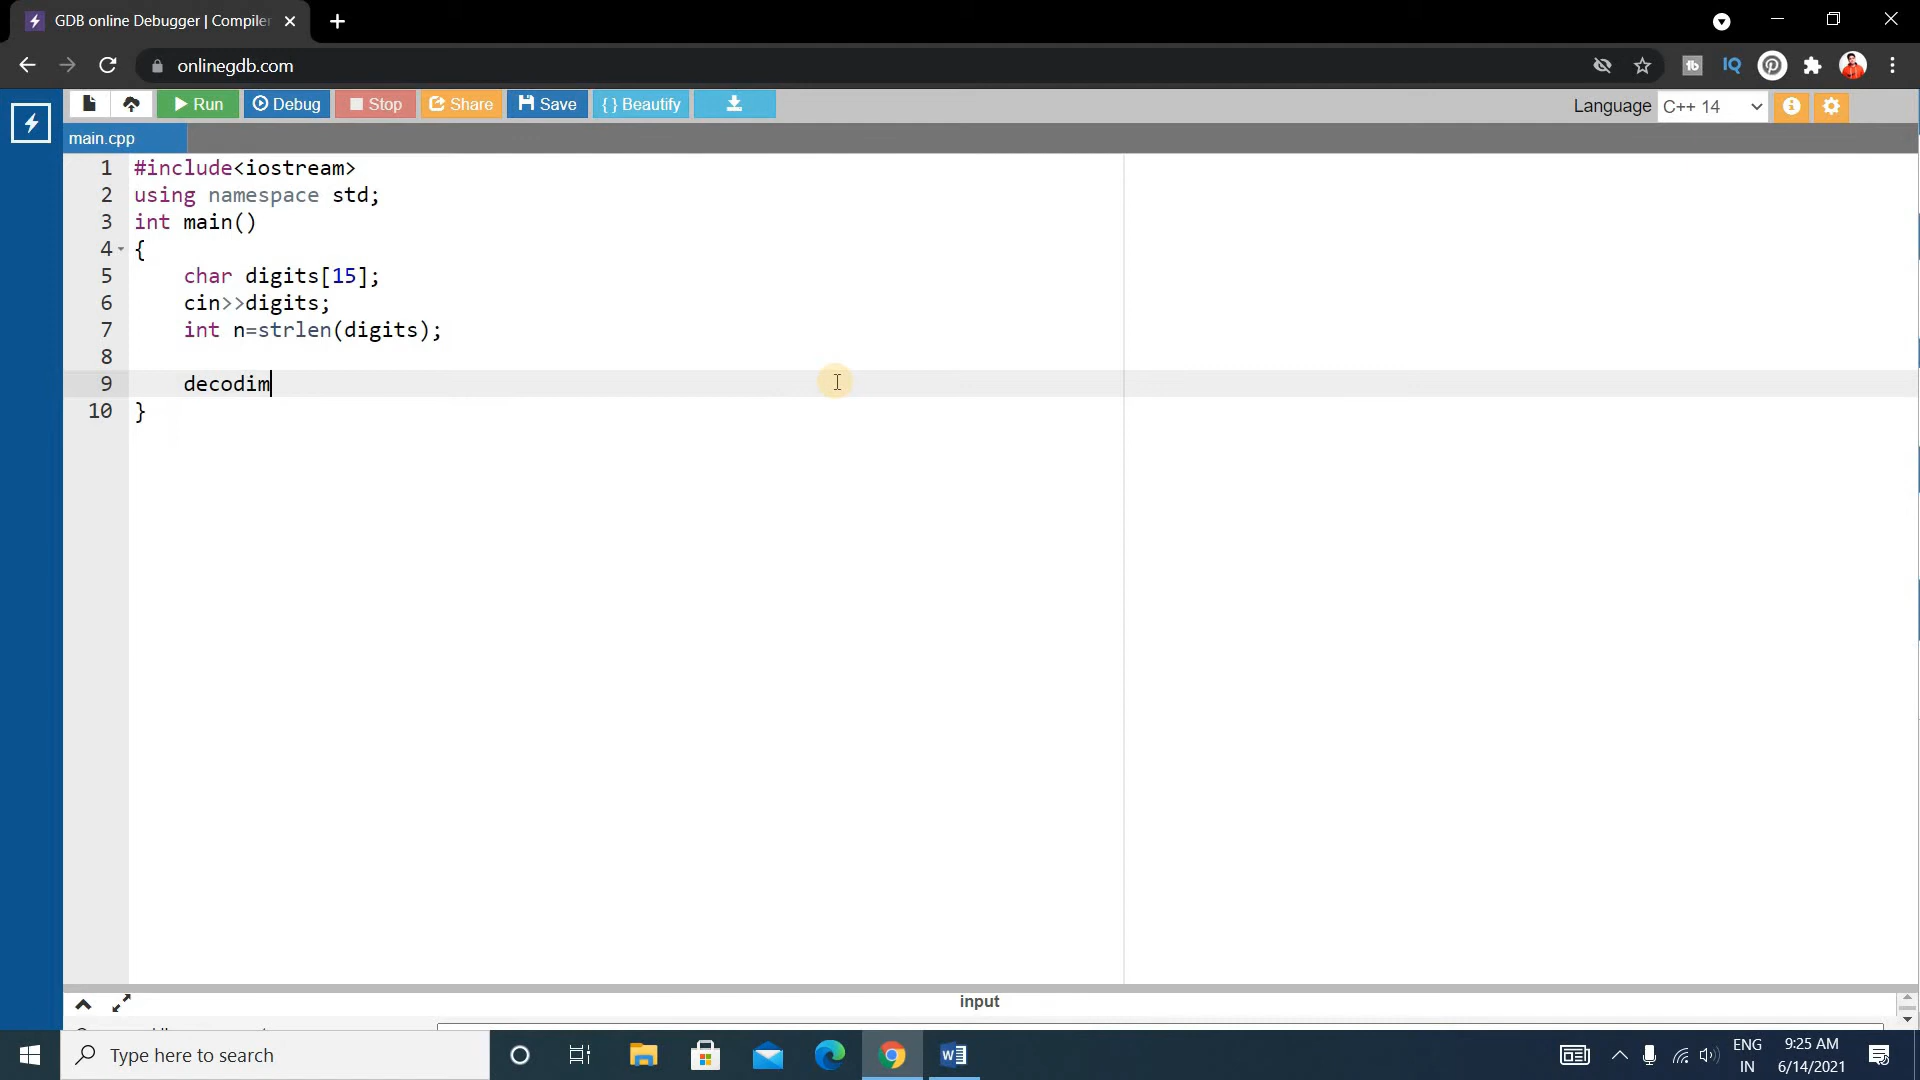 GDB online Debugger | Compiler
onlinegdb.com
Run
Debug
Stop
Share
Save
{ } Beautify
Language
C++ 14
main.cpp
1 #include<iostream>
2 using namespace std;
3 int main()
4 {
5 char digits[15];
6 cin>>digits;
7 int n=strlen(digits);
8
9 decodim
10 }
input
Type here to search
ENG
IN
9:25 AM
6/14/2021